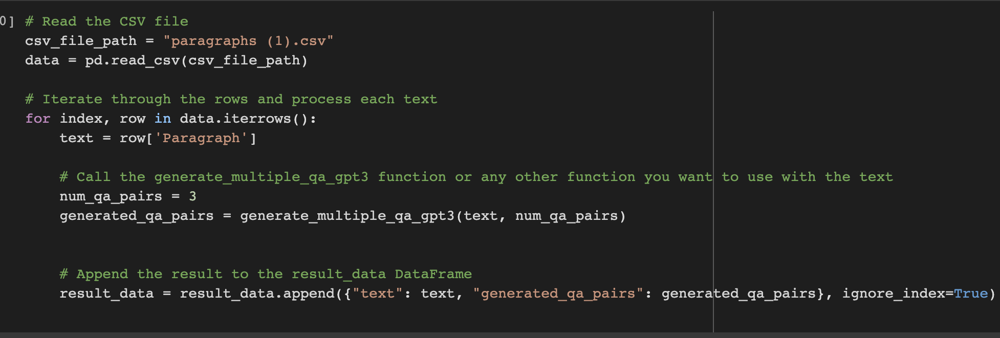 0] # Read the CSV file
csv_file_path = "paragraphs (1).csv"
data = pd.read_csv(csv_file_path)
# Iterate through the rows and process each text
for index, row in data.iterrows():
    text = row['Paragraph']
    # Call the generate_multiple_qa_gpt3 function or any other function you want to use with the text
    num_qa_pairs = 3
    generated_qa_pairs = generate_multiple_qa_gpt3(text, num_qa_pairs)
    # Append the result to the result_data DataFrame
    result_data = result_data.append({"text": text, "generated_qa_pairs": generated_qa_pairs}, ignore_index=True)